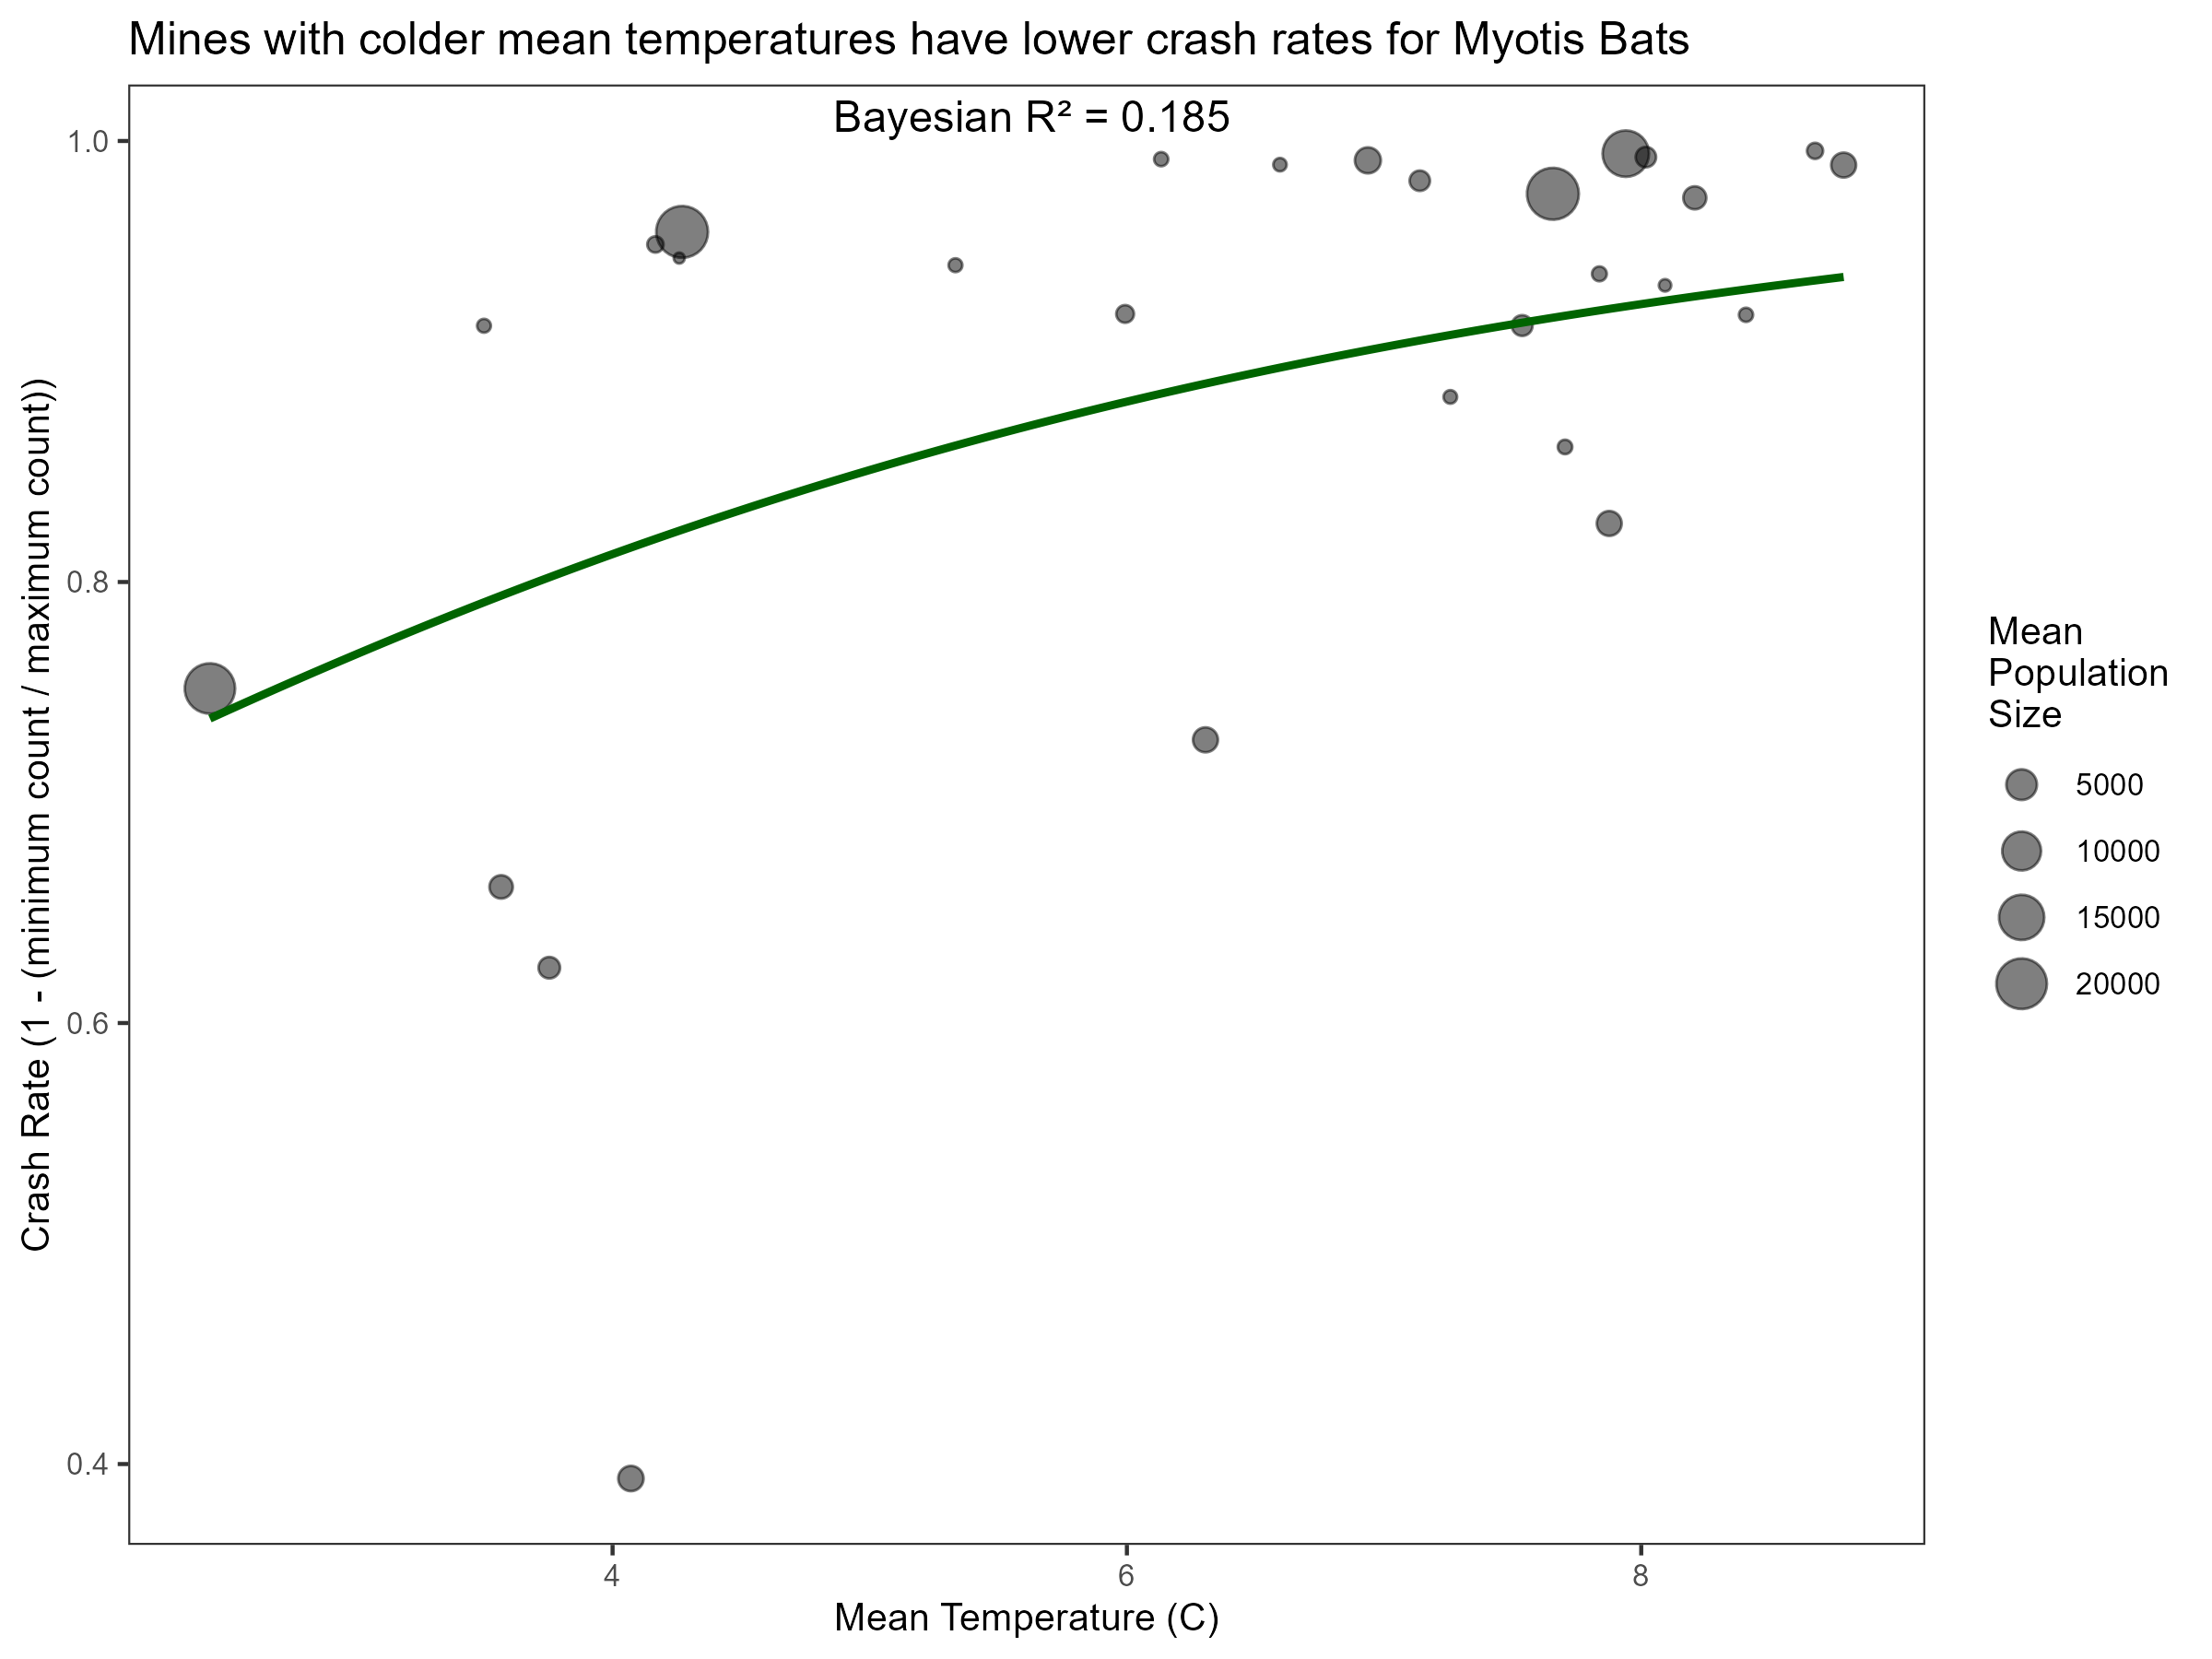 Mines with colder mean temperatures have lower crash rates for Myotis Bats
Bayesian R² = 0.185
Crash Rate (1 - (minimum count / maximum count))
1.0
0.8
0.6
0.4
4
6
8
Mean Temperature (C)
Mean
Population
Size
5000
10000
15000
20000